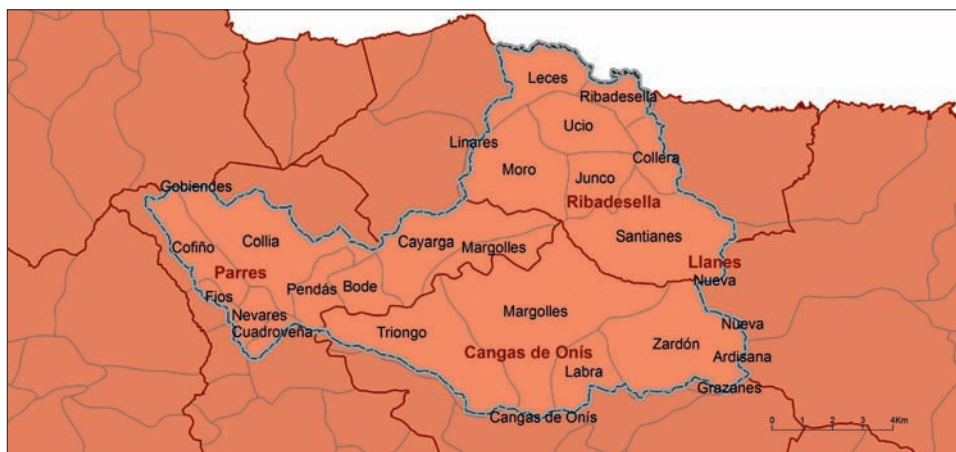 Leces
Ribadesella
Ucio
Linares
Collera
Moro
Junco
Gobiendes
Ribadesella
Collia
Cayarga
Santianes
Cofiño
Margolles
Llanes
Parres
Nueva
Pendás
Bode
Fios
Margolles
Nevares
Nueva
Cuadroveña
Triongo
Zardón
Cangas de Onís
Ardisana
Labra
Grazanes
Cangas de Onís
0 1 2 4Km